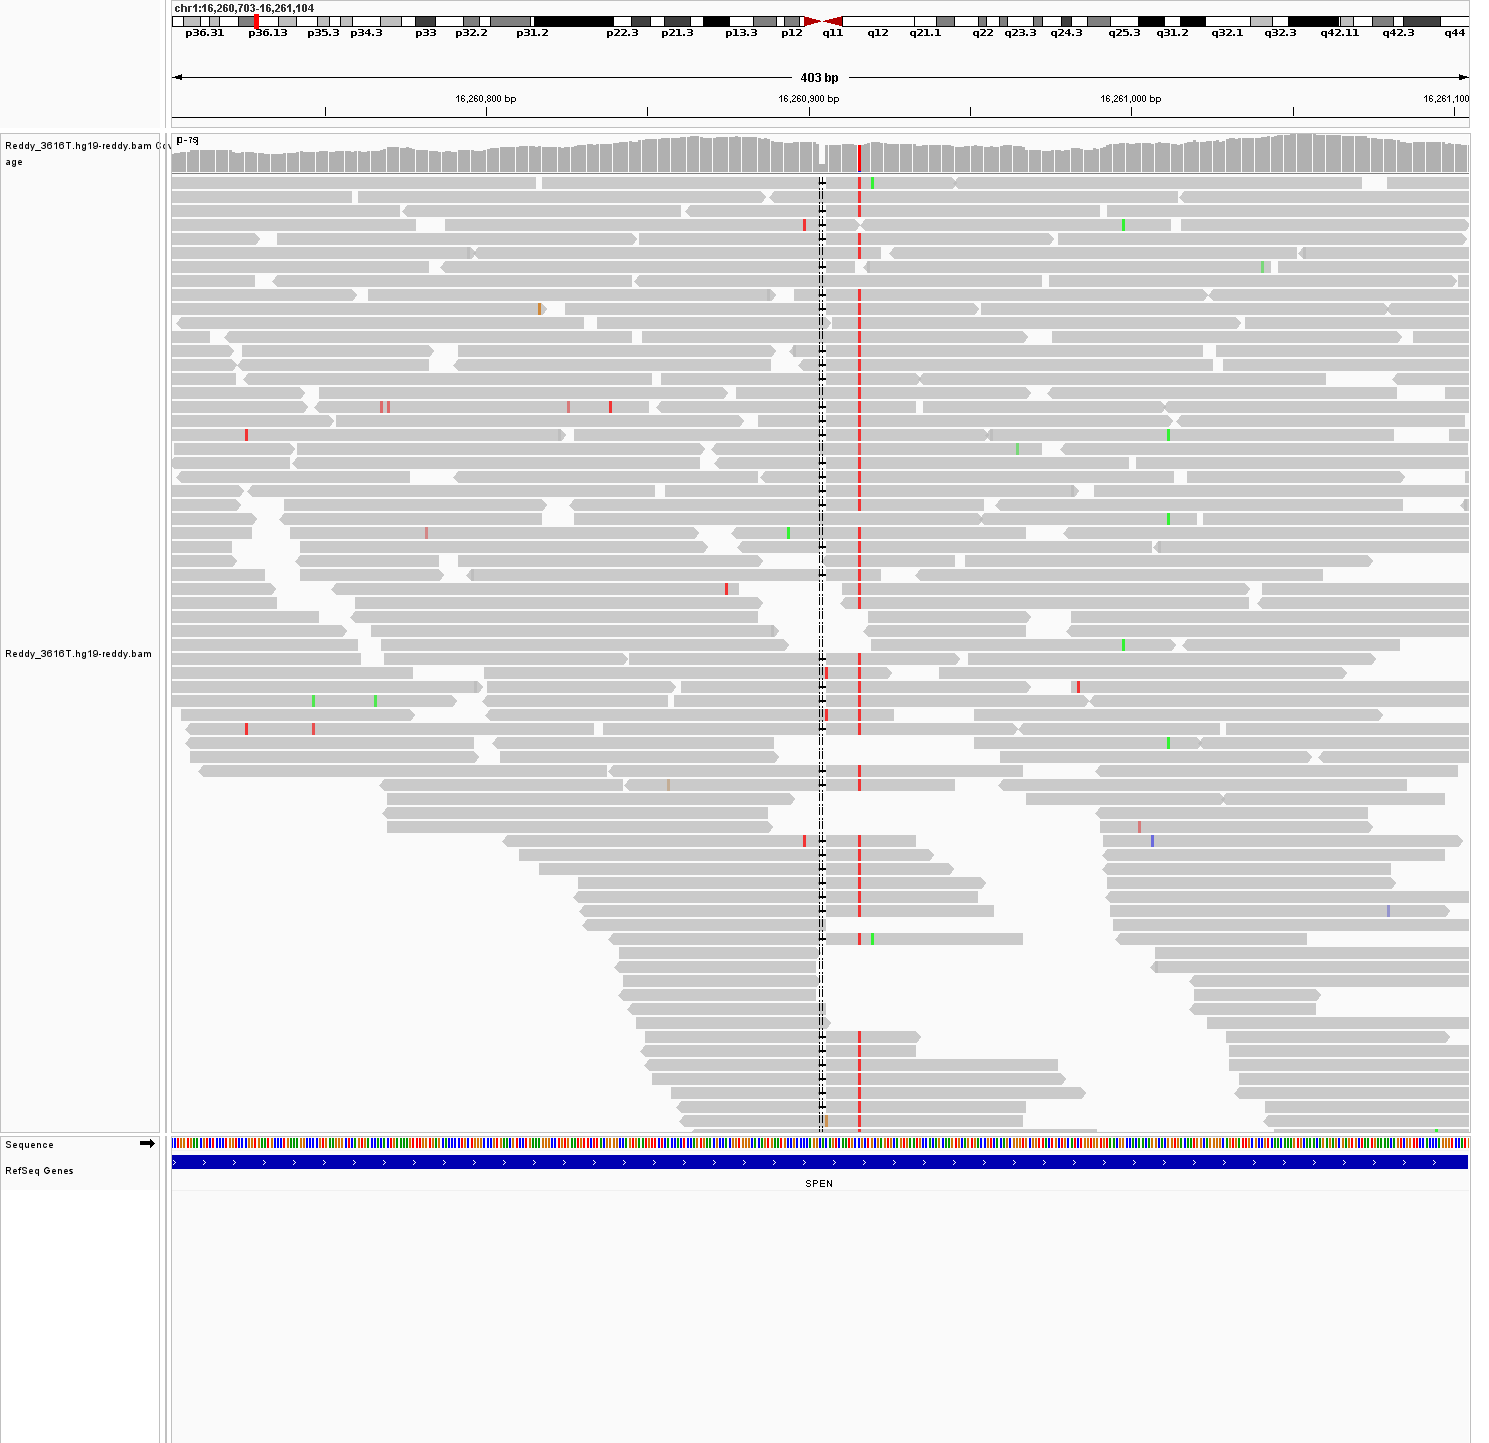 chr1:16,260,703-16,261,104
p36.31 p36.13 p35.3 p34.3 p33 p32.2 p31.2 p22.3 p21.3 p13.3 p12 q11 q12 q21.1 q22 q23.3 q24.3 q25.3 q31.2 q32.1 q32.3 q42.11 q42.3 q44
403 bp
16,260,800 bp 16,260,900 bp 16,261,000 bp 16,261,100
[0-79]
Reddy_3616T.hg19-reddy.bam Cov
age
Reddy_3616T.hg19-reddy.bam
Sequence
RefSeq Genes
SPEN